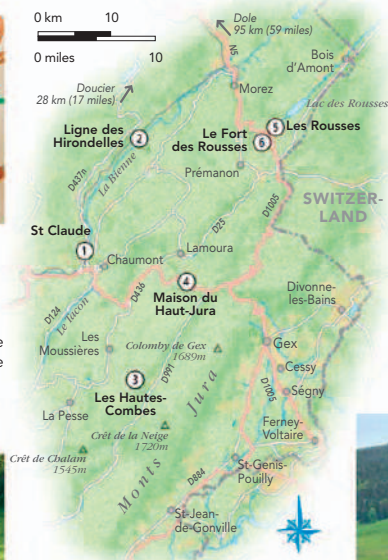 0 km 10
0 miles 10
Dole
95 km (59 miles)
N5
Bois
d'Amont
Doucier
28 km (17 miles)
Morez
Lac des Rousses
Ligne des
Hirondelles
2
5 Les Rousses
Le Fort
des Rousses
6
D437n
La Bienne
Prémanon
SWITZER-
LAND
D1005
St Claude
1
D25
Chaumont
Lamoura
4
Maison du
Haut-Jura
Divonne-
les-Bains
D124
Le Tacon
D436
Les
Moussières
Colomby de Gex
1689m
Gex
3
D991
Cessy
Les Hautes-
Combes
Jura
D1005
Ségny
La Pesse
Crêt de la Neige
1720m
Ferney-
Voltaire
Crêt de Chalam
1545m
Monts
D884
St-Genis-
Pouilly
St-Jean-
de-Gonville
e
e